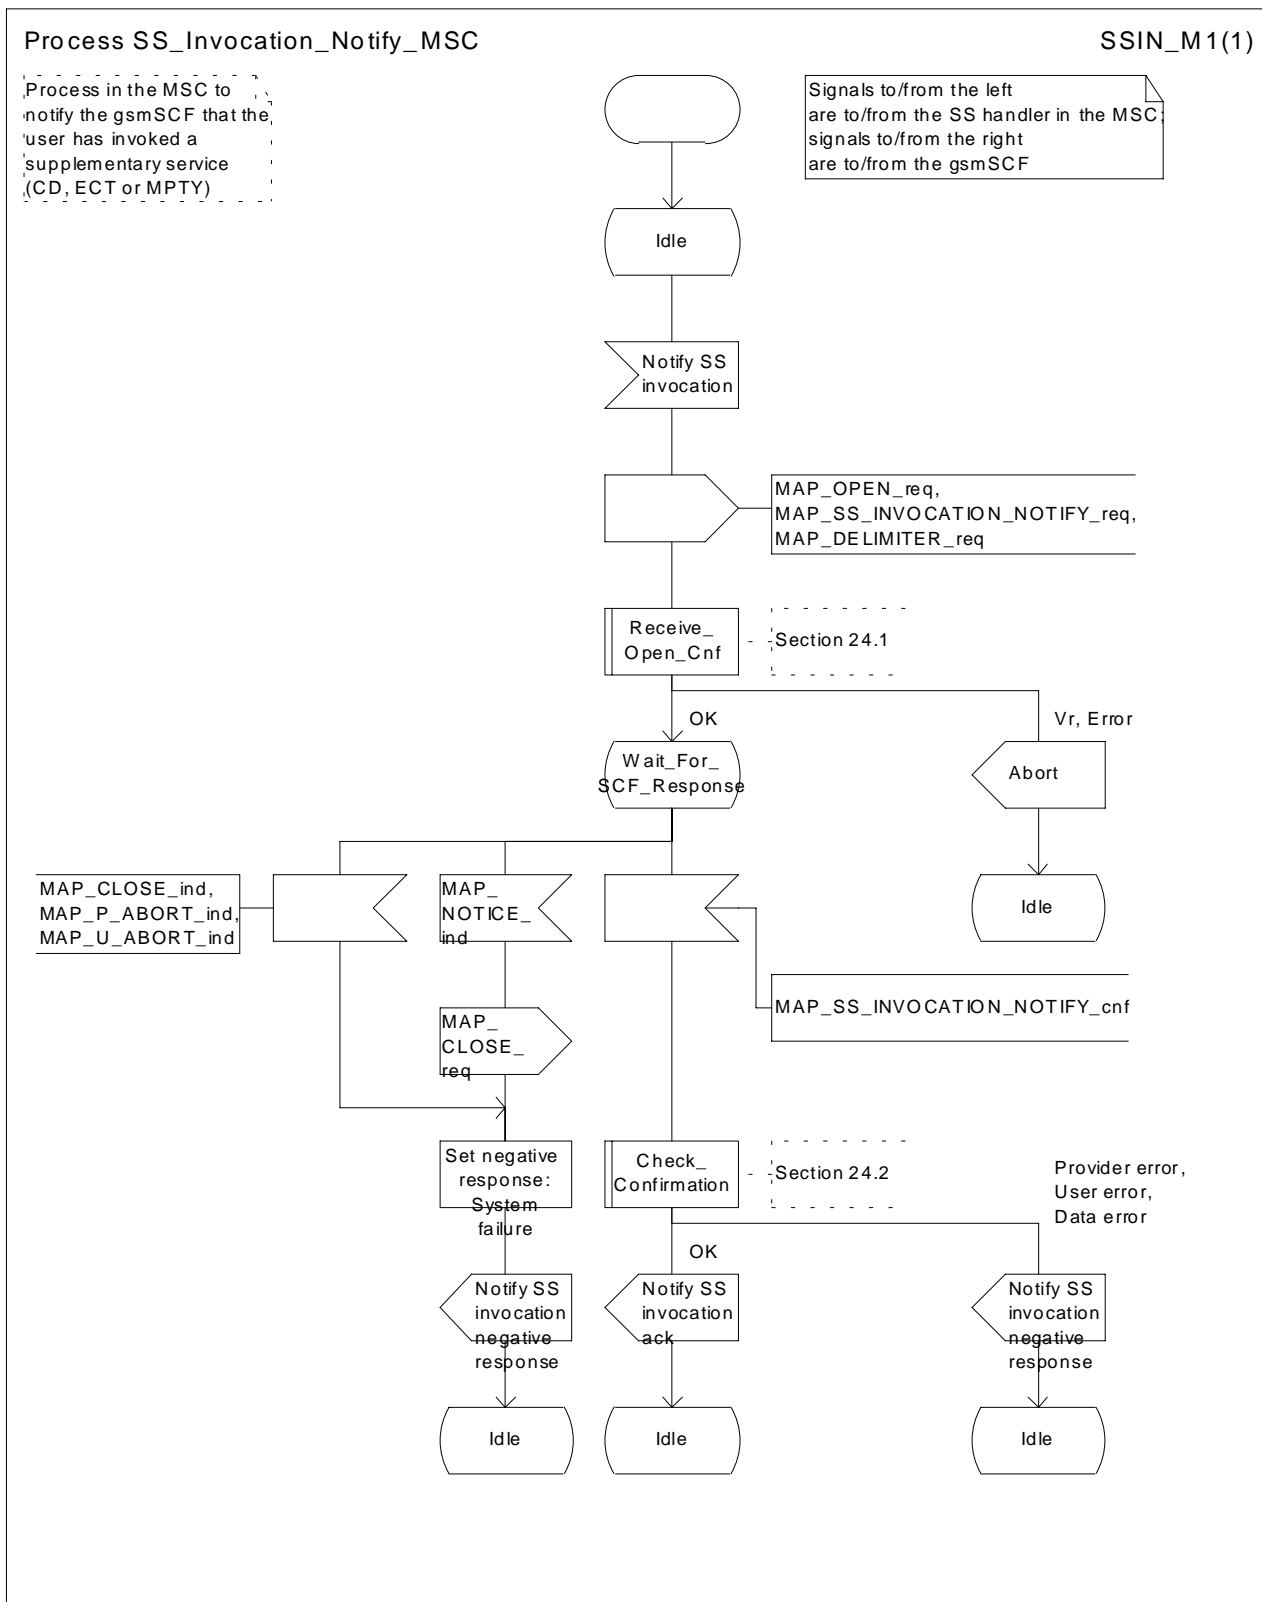 Process SS_Invocation_Notify_MSC
SSIN_M1(1)
Process in the MSC to
notify the gsmSCF that the
user has invoked a
supplementary service
(CD, ECT or MPTY)
Signals to/from the left
are to/from the SS handler in the MSC;
signals to/from the right
are to/from the gsmSCF
Idle
Notify SS
invocation
MAP_OPEN_req,
MAP_SS_INVOCATION_NOTIFY_req,
MAP_DELIMITER_req
Receive_
Open_Cnf
Section 24.1
OK
Vr, Error
Wait_For_
SCF_Response
Abort
MAP_CLOSE_ind,
MAP_P_ABORT_ind,
MAP_U_ABORT_ind
MAP_
NOTICE_
ind
Idle
MAP_SS_INVOCATION_NOTIFY_cnf
MAP_
CLOSE_
req
Set negative
response:
System
failure
Check_
Confirmation
Section 24.2
Provider error,
User error,
Data error
OK
Notify SS
invocation
negative
response
Notify SS
invocation
ack
Notify SS
invocation
negative
response
Idle
Idle
Idle